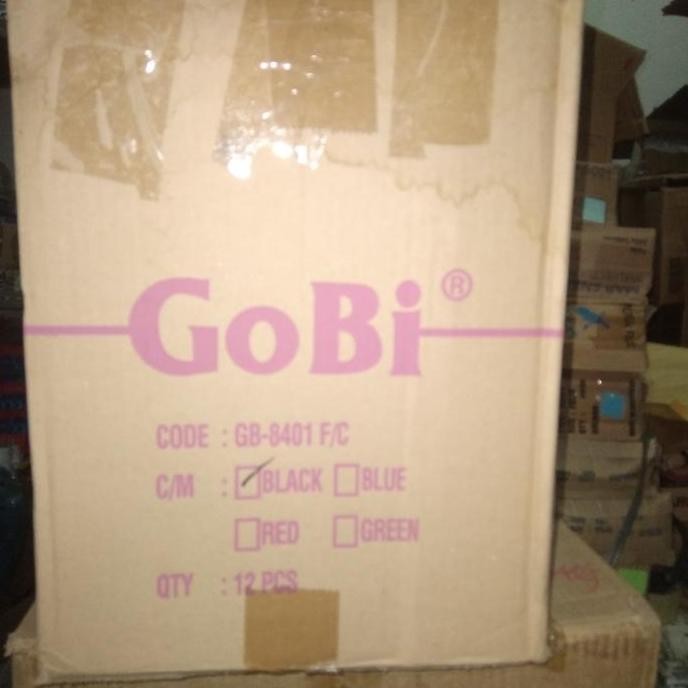 GoBi ®
CODE : GB-8401 F/C
C/M : BLACK BLUE
RED GREEN
QTY : 12 PCS